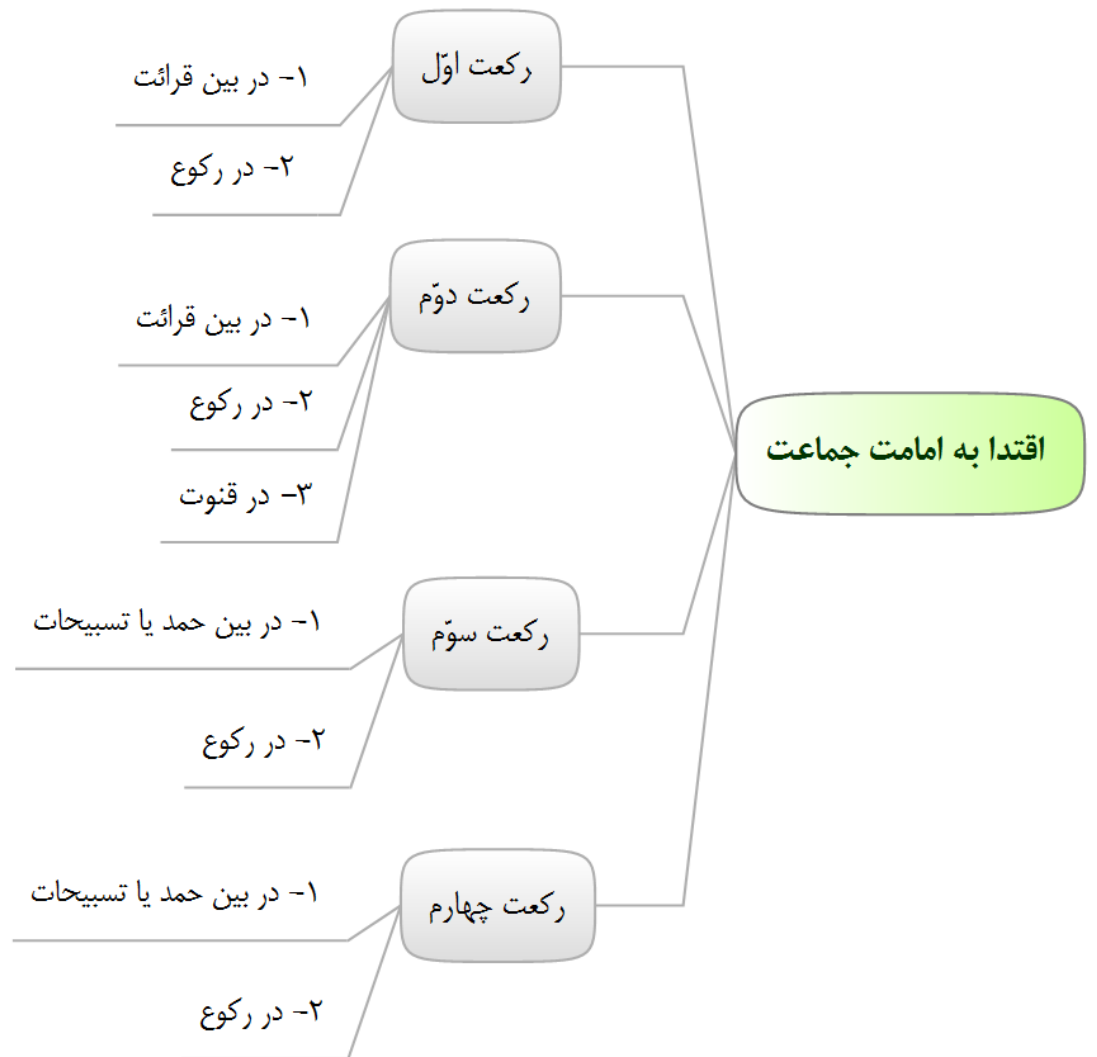 اقتدا به امامت جماعت
رکعت اوّل
۱- در بین قرائت
۲- در رکوع
رکعت دوّم
۱- در بین قرائت
۲- در رکوع
۳- در قنوت
رکعت سوّم
۱- در بین حمد یا تسبیحات
۲- در رکوع
رکعت چهارم
۱- در بین حمد یا تسبیحات
۲- در رکوع